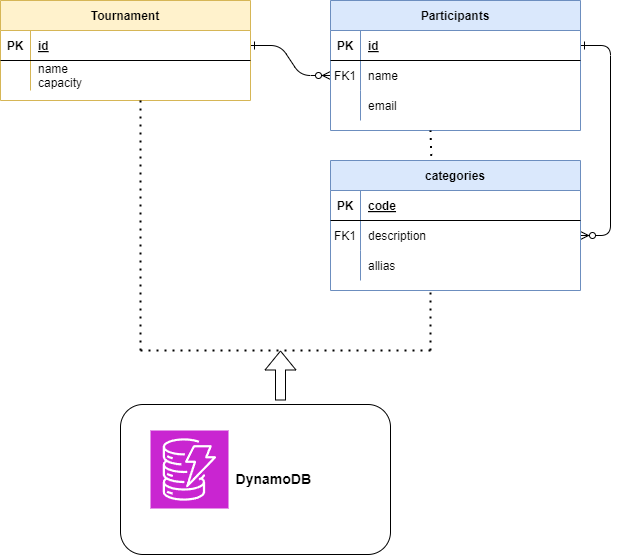 Tournament
PK id
name
capacity
Participants
PK id
FK1 name
email
categories
PK code
FK1 description
allias
DynamoDB